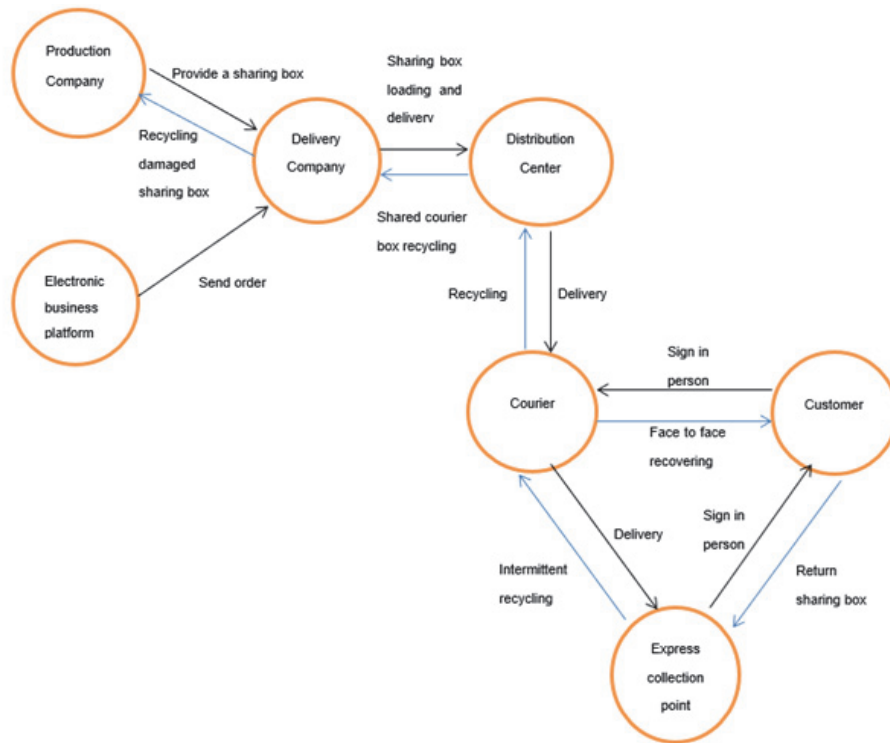 Production
Company
Provide a sharing box
Sharing box
loading and
delivery
Recycling
damaged
sharing box
Delivery
Company
Distribution
Center
Shared courier
box recycling
Electronic
business
platform
Send order
Recycling
Delivery
Sign in
person
Courier
Customer
Face to face
recovering
Delivery
Sign in
person
Intermittent
recycling
Return
sharing box
Express
collection
point